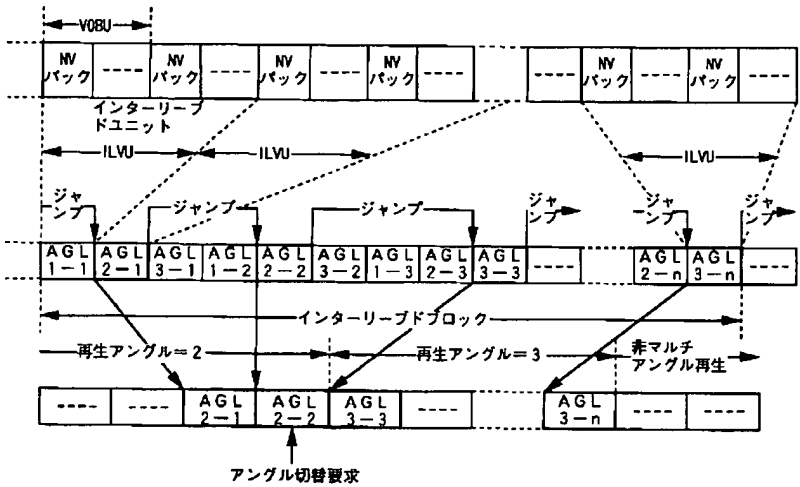 VOBU
NV
パック
----
NV
パック
----
NV
パック
----
NV
パック
----
----
NV
パック
----
NV
パック
----
インターリーブ
ドユニット
ILVU
ILVU
ILVU
ジャ
ンプ
ジャンプ
ジャンプ
ジャ
ンプ
ジャ
ンプ
ジャ
ンプ
AGL
1-1
AGL
2-1
AGL
3-1
AGL
1-2
AGL
2-2
AGL
3-2
AGL
1-3
AGL
2-3
AGL
3-3
----
AGL
2-n
AGL
3-n
----
インターリーブドブロック
再生アングル=2
再生アングル=3
非マルチ
アングル再生
----
----
AGL
2-1
AGL
2-2
AGL
3-3
----
AGL
3-n
----
----
アングル切替要求